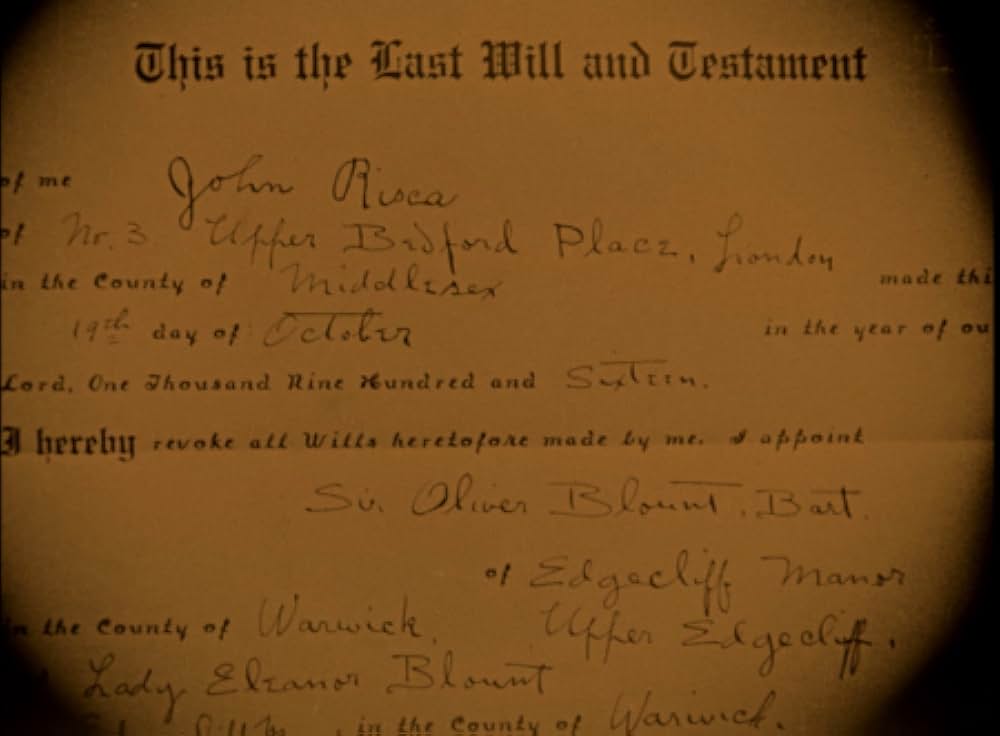 This is the Last Will and Testament
of me John Risca
of No. 3 Upper Bedford Place, London
in the County of Middlesex made thi
19th day of October in the year of ou
Lord, One Thousand Nine Hundred and Sixteen.
I hereby revoke all Wills heretofore made by me. I appoint
Sir Oliver Blount, Bart.
of Edgecliff Manor
in the County of Warwick, Upper Edgecliff,
Lady Eleanor Blount
in the County of Warwick.